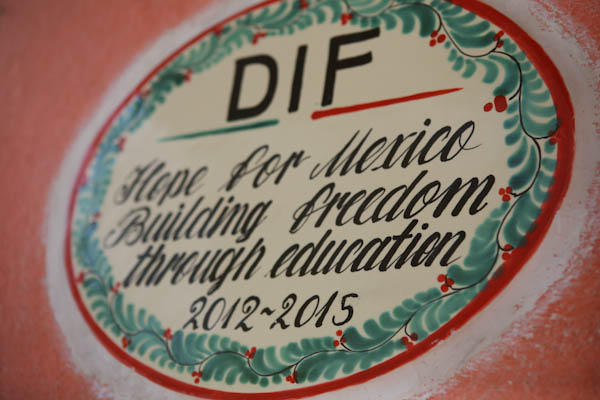 DIF
Hope for Mexico
Building freedom
through education
2012~2015